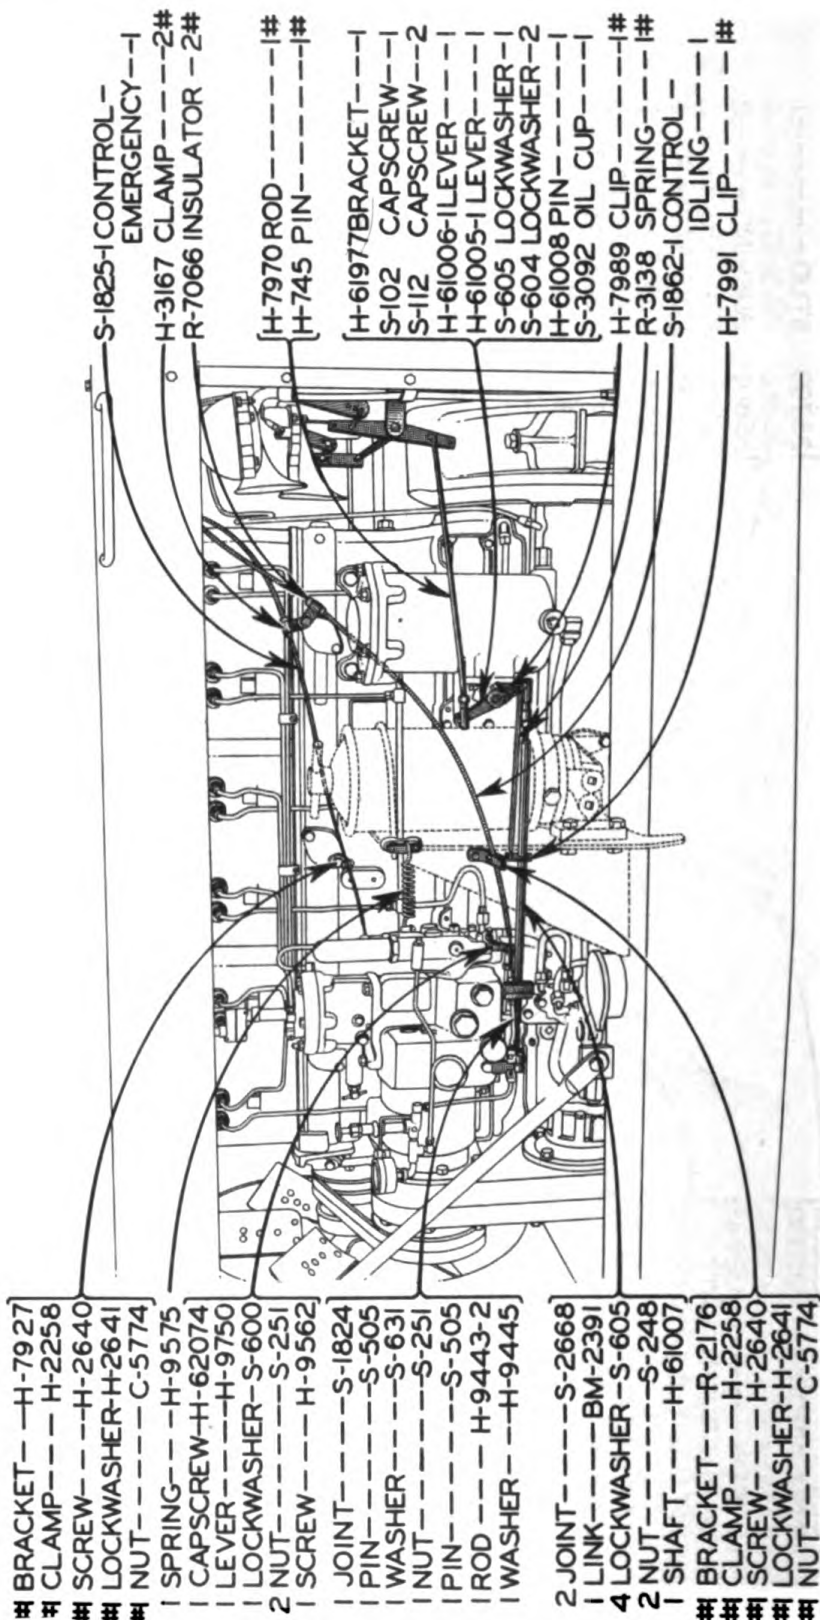 S-1825-1 CONTROL-
EMERGENCY--1
H-3167 CLAMP-----2#
R-7066 INSULATOR -2#
H-7970 ROD------1#
H-745 PIN-------1#
H-61977 BRACKET---1
S-102 CAPSCREW--1
S-112 CAPSCREW--2
H-61006-1 LEVER----1
H-61005-1 LEVER----1
S-605 LOCKWASHER-1
S-604 LOCKWASHER-2
H-61008 PIN------1
S-3092 OIL CUP---1
H-7989 CLIP-----1#
R-3138 SPRING---1#
S-1862-1 CONTROL-
IDLING----1
H-7991 CLIP----1#
# BRACKET---H-7927
# CLAMP----H-2258
# SCREW----H-2640
# LOCKWASHER-H-2641
# NUT------C-5774
1 SPRING----H-9575
1 CAPSCREW-H-62074
1 LEVER----H-9750
1 LOCKWASHER-S-600
2 NUT-------S-251
1 SCREW----H-9562
1 JOINT-----S-1824
1 PIN------S-505
1 WASHER----S-631
1 NUT-------S-251
1 PIN-------S-505
1 ROD----H-9443-2
1 WASHER---H-9445
2 JOINT-----S-2668
1 LINK-----BM-2391
4 LOCKWASHER-S-605
2 NUT------S-248
1 SHAFT----H-61007
# BRACKET---R-2176
# CLAMP----H-2258
# SCREW----H-2640
# LOCKWASHER-H-2641
# NUT------C-5774